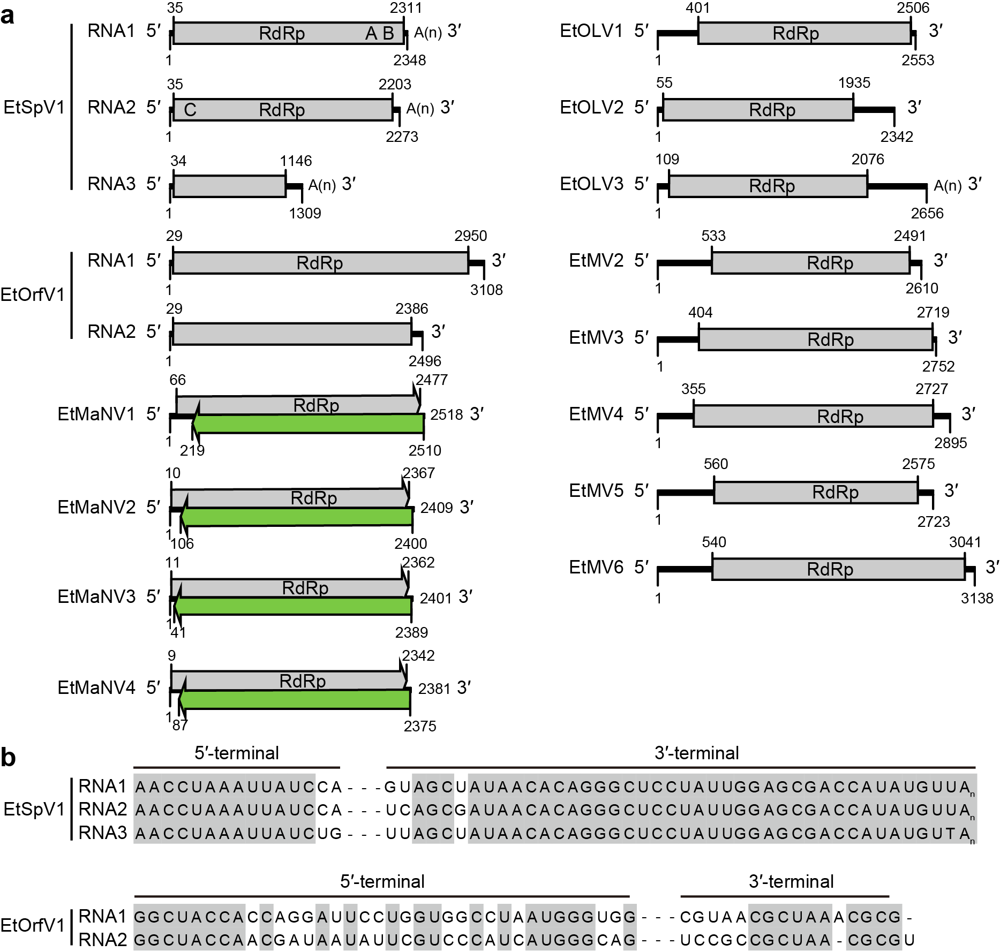 a
35 2311
RNA1 5′ RdRp A B A(n) 3′
1 2348
35 2203
EtSpV1 RNA2 5′ C RdRp A(n) 3′
1 2273
34 1146
RNA3 5′ A(n) 3′
1 1309
29 2950
RNA1 5′ RdRp 3′
1 3108
EtOrfV1
29 2386
RNA2 5′ 3′
1 2496
66 2477
EtMaNV1 5′ RdRp 2518 3′
1 219 2510
10 2367
EtMaNV2 5′ RdRp 2409 3′
1 106 2400
11 2362
EtMaNV3 5′ RdRp 2401 3′
1 41 2389
9 2342
EtMaNV4 5′ RdRp 2381 3′
1 87 2375
401 2506
EtOLV1 5′ RdRp 3′
1 2553
55 1935
EtOLV2 5′ RdRp 3′
1 2342
109 2076
EtOLV3 5′ RdRp A(n) 3′
1 2656
533 2491
EtMV2 5′ RdRp 3′
1 2610
404 2719
EtMV3 5′ RdRp 3′
1 2752
355 2727
EtMV4 5′ RdRp 3′
1 2895
560 2575
EtMV5 5′ RdRp 3′
1 2723
540 3041
EtMV6 5′ RdRp 3′
1 3138
b
5′-terminal 3′-terminal
RNA1 AACCUAAAUUAUCCA---GUAGCUAUAACACAGGGCUCCUAUUGGAGCGACCAUAUGUUAn
EtSpV1 RNA2 AACCUAAAUUAUCCA---UCAGCGAUAACACAGGGCUCCUAUUGGAGCGACCAUAUGUUAn
RNA3 AACCUAAAUUAUCUG---UUAGCUAUAACACAGGGCUCCUAUUGGAGCGACCAUAUGUTAn
5′-terminal 3′-terminal
EtOrfV1 RNA1 GGCUACCACCAGGAUUCCUGGUGGCCUAAUGGGUGG---CGUAACGCUAAACGCG-
RNA2 GGCUACCAACGAUAAUAUUCGUCCCAUCAUGGGCAG---UCCGCCGCUAA-CGCGU